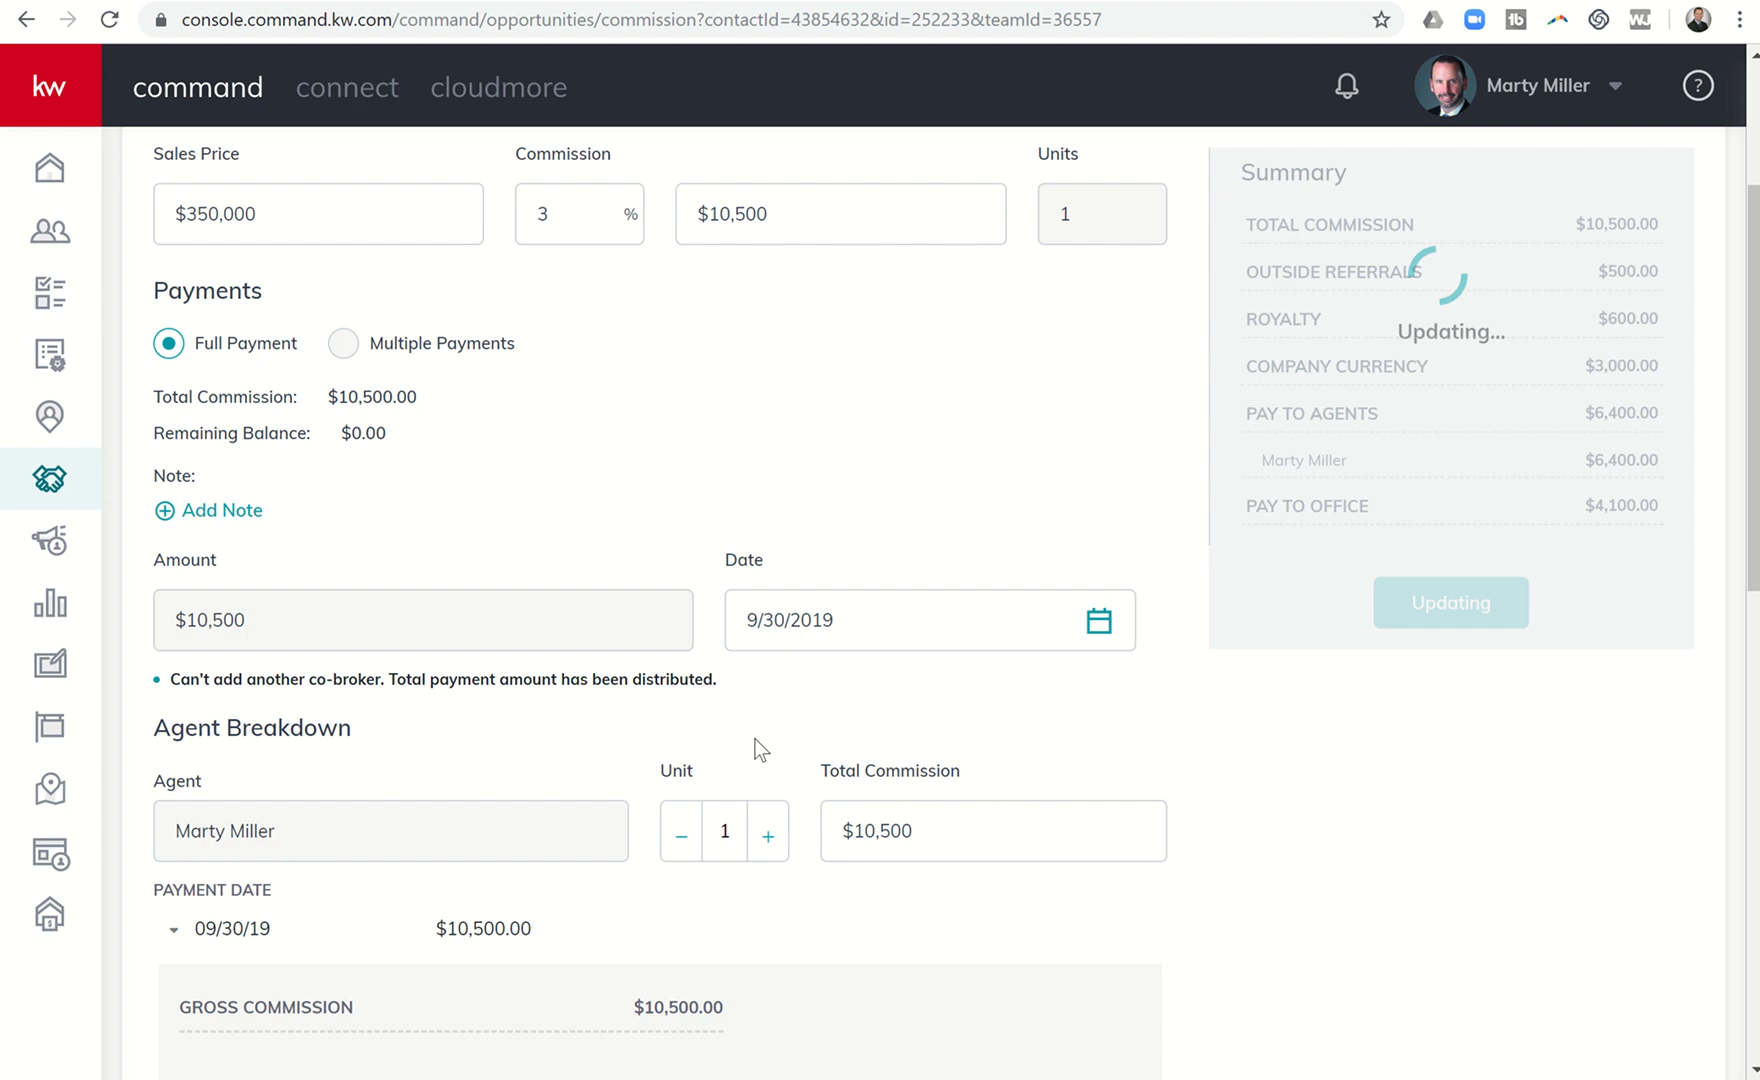 console.command.kw.com/command/opportunities/commission?contactId=43854632&id=252233&teamId=36557
kw command connect cloudmore Marty Miller ?
Sales Price Commission Units
$350,000 3 % $10,500 1
Payments
Full Payment Multiple Payments
Total Commission: $10,500.00
Remaining Balance: $0.00
Note:
Add Note
Amount Date
$10,500 9/30/2019
Can't add another co-broker. Total payment amount has been distributed.
Agent Breakdown
Agent Unit Total Commission
Marty Miller − 1 + $10,500
PAYMENT DATE
09/30/19 $10,500.00
GROSS COMMISSION $10,500.00
Summary
TOTAL COMMISSION $10,500.00
OUTSIDE REFERRALS $500.00
ROYALTY $600.00
Updating...
COMPANY CURRENCY $3,000.00
PAY TO AGENTS $6,400.00
Marty Miller $6,400.00
PAY TO OFFICE $4,100.00
Updating